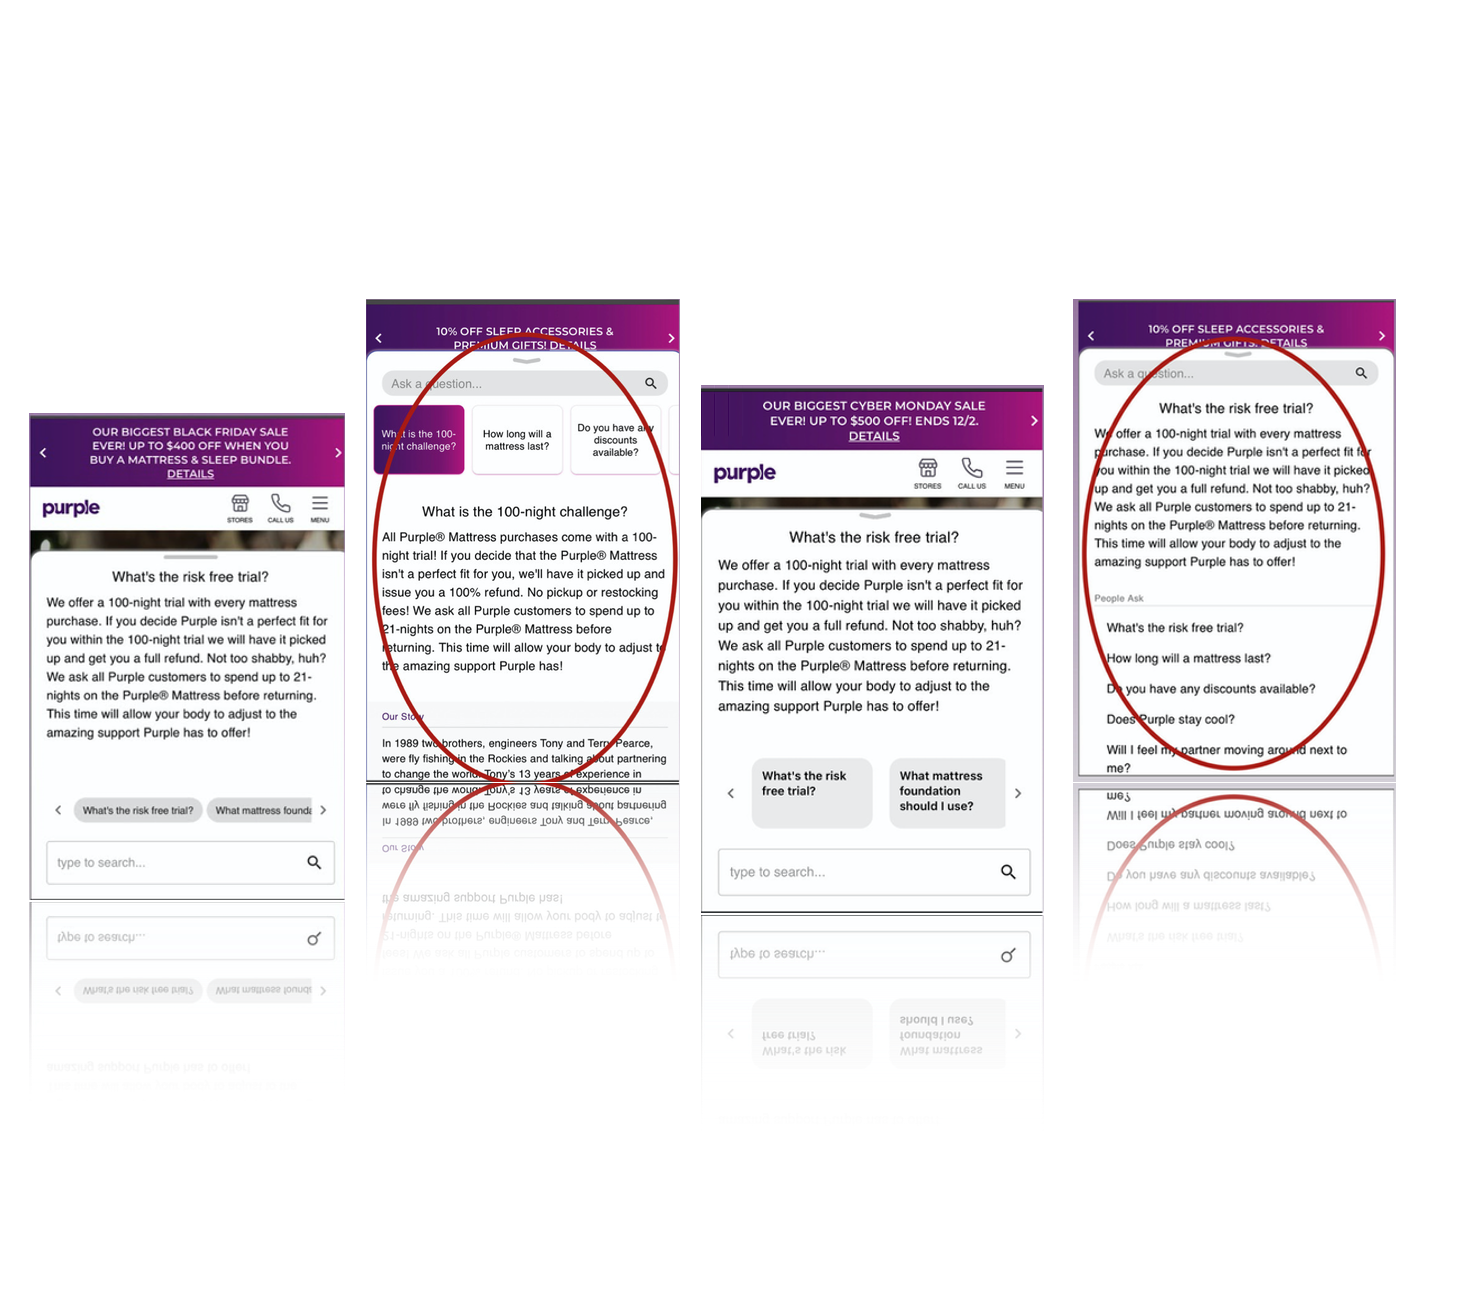 OUR BIGGEST BLACK FRIDAY SALE
EVER! UP TO $400 OFF WHEN YOU
BUY A MATTRESS & SLEEP BUNDLE.
DETAILS
purple
STORES
CALL US
MENU
What's the risk free trial?
We offer a 100-night trial with every mattress
purchase. If you decide Purple isn't a perfect fit for
you within the 100-night trial we will have it picked
up and get you a full refund. Not too shabby, huh?
We ask all Purple customers to spend up to 21-
nights on the Purple® Mattress before returning.
This time will allow your body to adjust to the
amazing support Purple has to offer!
What's the risk free trial?
What mattress founda
type to search...
10% OFF SLEEP ACCESSORIES &
PREMIUM GIFTS! DETAILS
Ask a question...
What is the 100-
night challenge?
How long will a
mattress last?
Do you have any
discounts
available?
What is the 100-night challenge?
All Purple® Mattress purchases come with a 100-
night trial! If you decide that the Purple® Mattress
isn't a perfect fit for you, we'll have it picked up and
issue you a 100% refund. No pickup or restocking
fees! We ask all Purple customers to spend up to
21-nights on the Purple® Mattress before
returning. This time will allow your body to adjust to
the amazing support Purple has!
Our Story
In 1989 two brothers, engineers Tony and Terry Pearce,
were fly fishing in the Rockies and talking about partnering
to change the world. Tony's 13 years of experience in
OUR BIGGEST CYBER MONDAY SALE
EVER! UP TO $500 OFF! ENDS 12/2.
DETAILS
purple
STORES
CALL US
MENU
What's the risk free trial?
We offer a 100-night trial with every mattress
purchase. If you decide Purple isn't a perfect fit for
you within the 100-night trial we will have it picked
up and get you a full refund. Not too shabby, huh?
We ask all Purple customers to spend up to 21-
nights on the Purple® Mattress before returning.
This time will allow your body to adjust to the
amazing support Purple has to offer!
What's the risk
free trial?
What mattress
foundation
should I use?
type to search...
10% OFF SLEEP ACCESSORIES &
PREMIUM GIFTS! DETAILS
Ask a question...
What's the risk free trial?
We offer a 100-night trial with every mattress
purchase. If you decide Purple isn't a perfect fit for
you within the 100-night trial we will have it picked
up and get you a full refund. Not too shabby, huh?
We ask all Purple customers to spend up to 21-
nights on the Purple® Mattress before returning.
This time will allow your body to adjust to the
amazing support Purple has to offer!
People Ask
What's the risk free trial?
How long will a mattress last?
Do you have any discounts available?
Does Purple stay cool?
Will I feel my partner moving around next to
me?